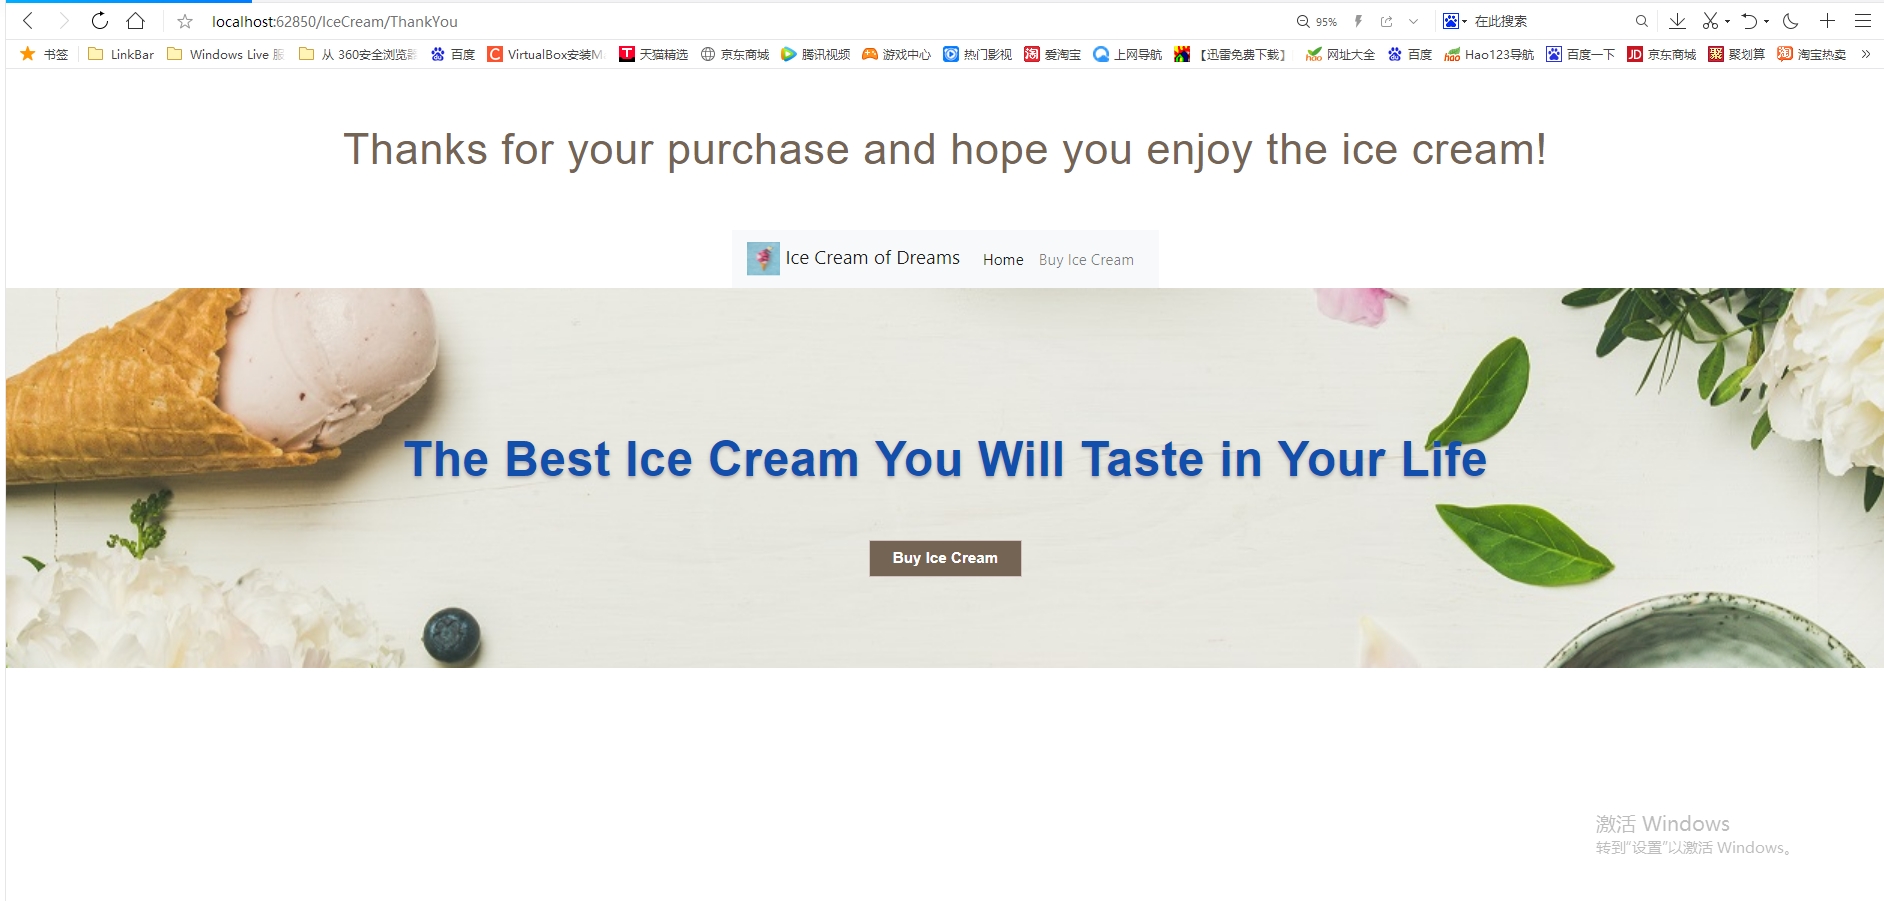 localhost:62850/IceCream/ThankYou 95% 在此搜索
书签 LinkBar Windows Live 从 360安全浏览器 百度 VirtualBox安装M 天猫精选 京东商城 腾讯视频 游戏中心 热门影视 爱淘宝 上网导航 【迅雷免费下载】 网址大全 百度 Hao123导航 百度一下 京东商城 聚划算 淘宝热卖 »
Thanks for your purchase and hope you enjoy the ice cream!
Ice Cream of Dreams Home Buy Ice Cream
The Best Ice Cream You Will Taste in Your Life
Buy Ice Cream
激活 Windows
转到“设置”以激活 Windows。